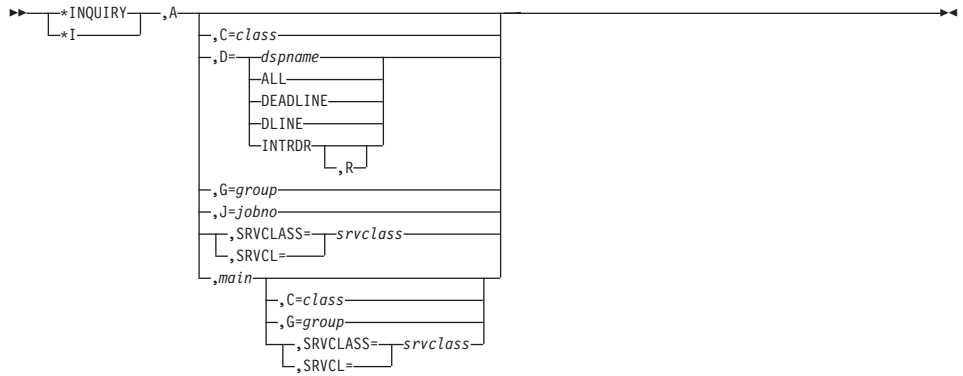 *INQUIRY ,A
*I
,C=class
,D= dspname
ALL
DEADLINE
DLINE
INTRDR
,R
,G=group
,J=jobno
,SRVCLASS= srvclass
,SRVCL=
,main
,C=class
,G=group
,SRVCLASS= srvclass
,SRVCL=